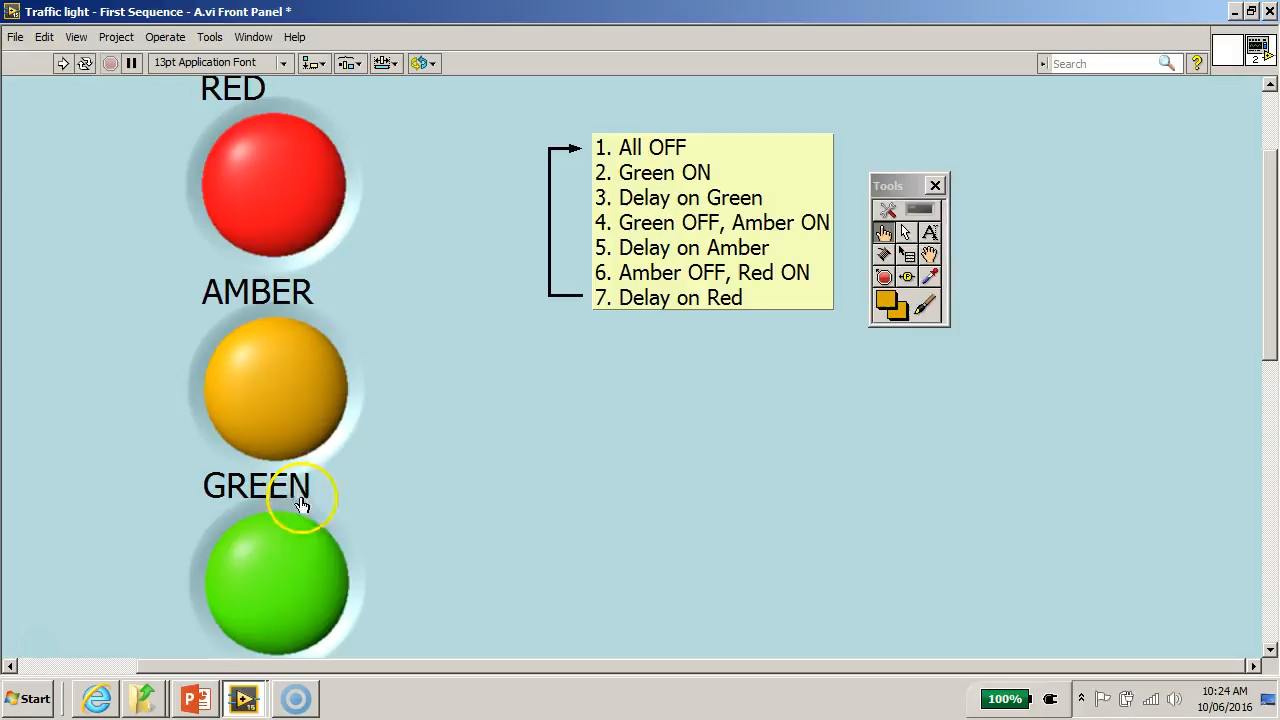 Traffic light - First Sequence - A.vi Front Panel *
File Edit View Project Operate Tools Window Help
13pt Application Font
Search
2
RED
1. All OFF
2. Green ON
3. Delay on Green
4. Green OFF, Amber ON
5. Delay on Amber
6. Amber OFF, Red ON
7. Delay on Red
Tools
AMBER
GREEN
Start
100%
10:24 AM
10/06/2016